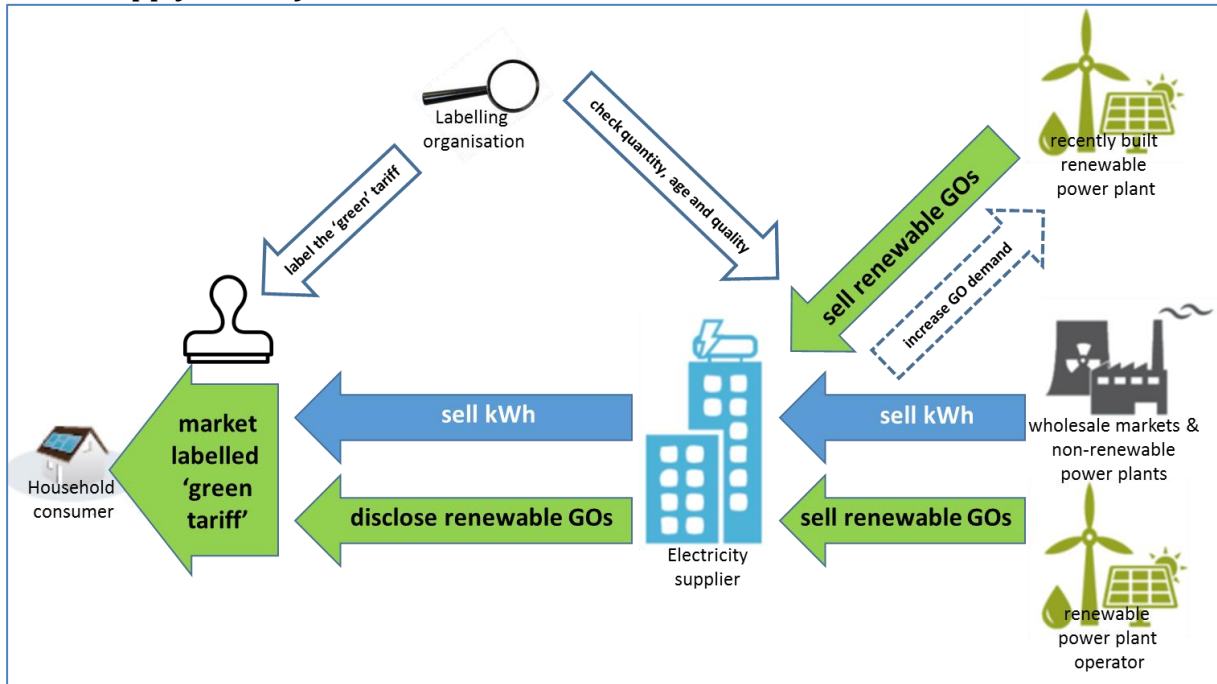 Labelling
organisation
check quantity, age and quality
recently built
renewable
power plant
label the ‘green’ tariff
sell renewable GOs
increase GO demand
market
labelled
‘green
tariff’
sell kWh
sell kWh
wholesale markets &
non-renewable
power plants
Household
consumer
disclose renewable GOs
sell renewable GOs
Electricity
supplier
renewable
power plant
operator